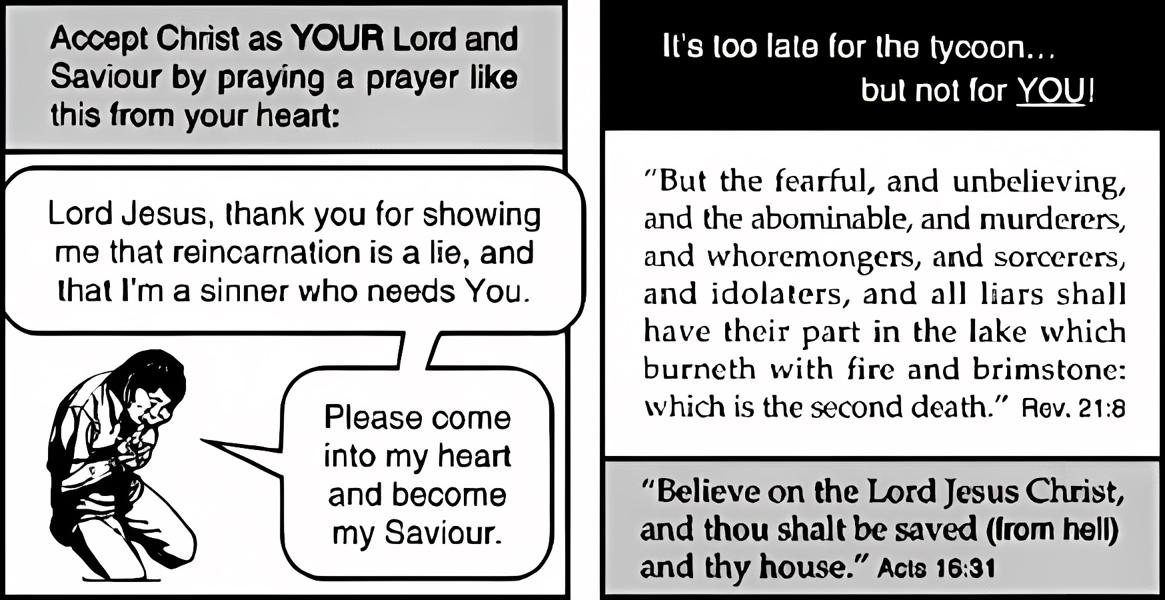 Accept Christ as YOUR Lord and
Saviour by praying a prayer like
this from your heart:
Lord Jesus, thank you for showing
me that reincarnation is a lie, and
that I'm a sinner who needs You.
Please come
into my heart
and become
my Saviour.
It's too late for the tycoon...
but not for YOU!
"But the fearful, and unbelieving,
and the abominable, and murderers,
and whoremongers, and sorcerers,
and idolaters, and all liars shall
have their part in the lake which
burneth with fire and brimstone:
which is the second death." Rev. 21:8
"Believe on the Lord Jesus Christ,
and thou shalt be saved (from hell)
and thy house." Acts 16:31